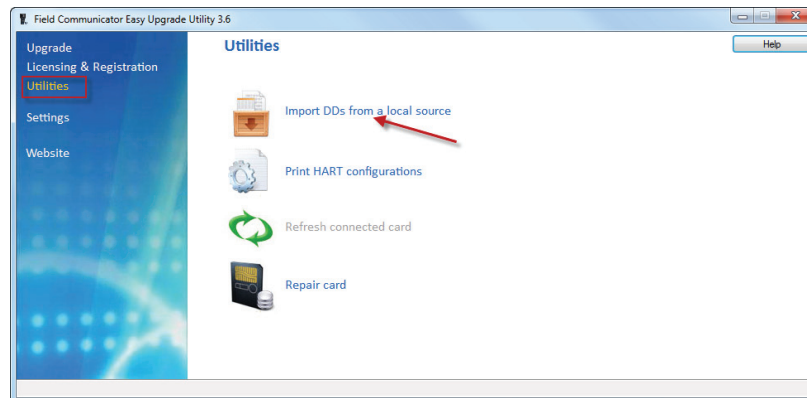 Field Communicator Easy Upgrade Utility 3.6
Upgrade
Licensing & Registration
Utilities
Settings
Website
Utilities
Help
Import DDs from a local source
Print HART configurations
Refresh connected card
Repair card